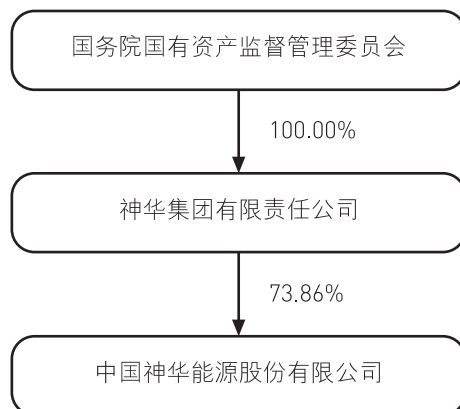 国务院国有资产监督管理委员会
100.00%
神华集团有限责任公司
73.86%
中国神华能源股份有限公司